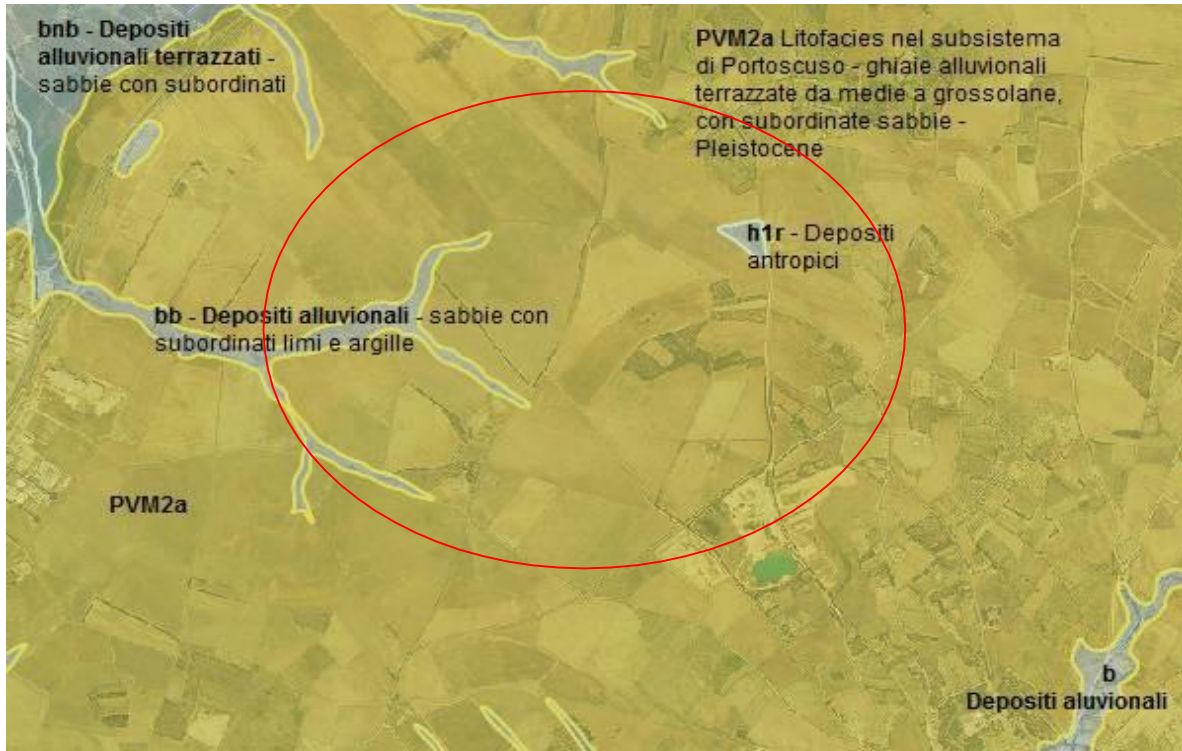 bnb - Depositi
alluvionali terrazzati -
sabbie con subordinati
PVM2a Litofacies nel subsistema
di Portoscuso - ghiaie alluvionali
terrazzate da medie a grossolane,
con subordinate sabbie -
Pleistocene
h1r - Depositi
antropici
bb - Depositi alluvionali - sabbie con
subordinati limi e argille
PVM2a
b
Depositi aluvionali